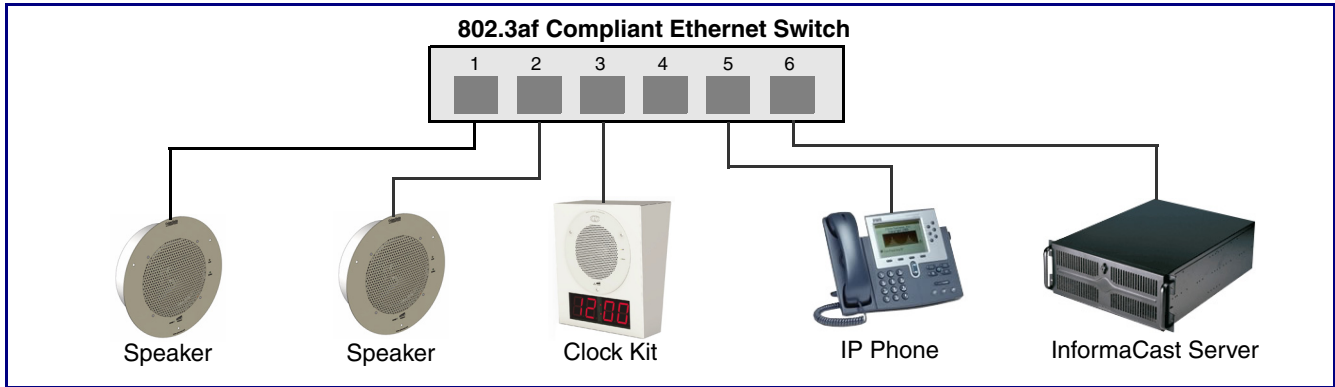 802.3af Compliant Ethernet Switch
1 2 3 4 5 6
12:00
Speaker Speaker Clock Kit IP Phone InformaCast Server